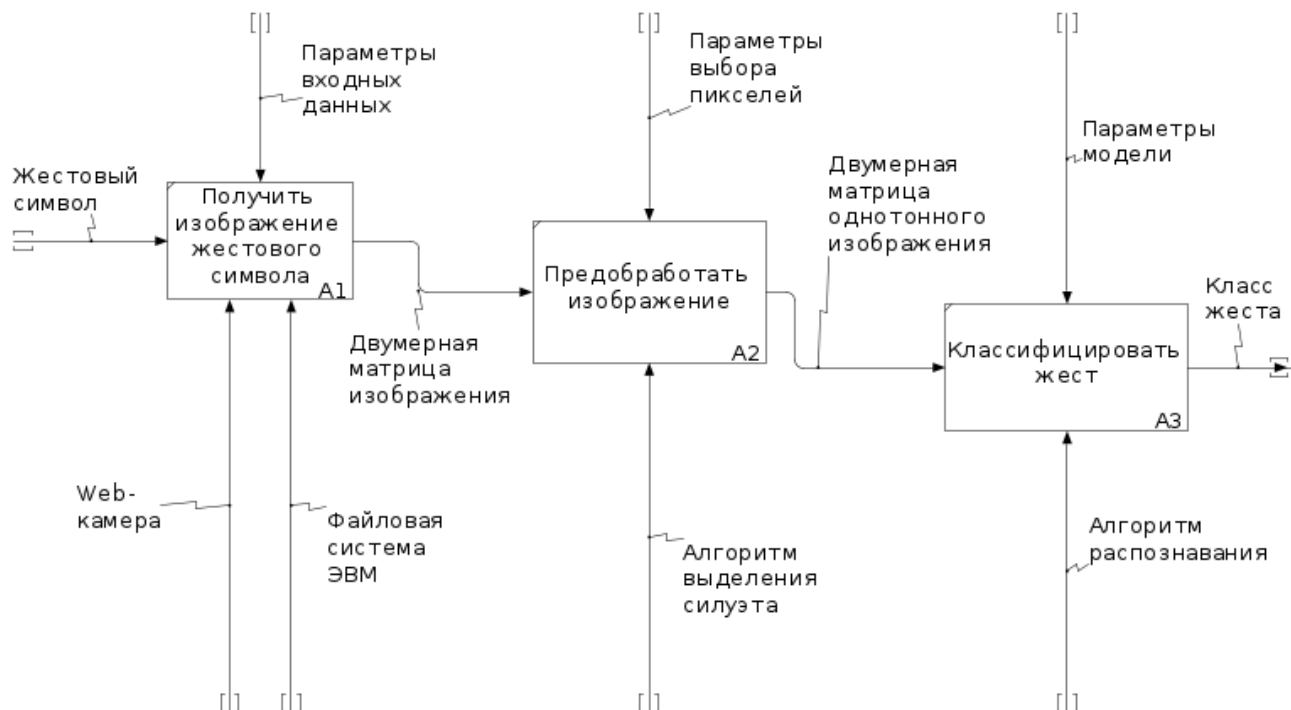 Параметры
входных
данных
Параметры
выбора
пикселей
Параметры
модели
Жестовый
символ
Получить
изображение
жестового
символа
A1
Двумерная
матрица
изображения
Предобработать
изображение
A2
Двумерная
матрица
однотонного
изображения
Классифицировать
жест
A3
Класс
жеста
Web-
камера
Файловая
система
ЭВМ
Алгоритм
выделения
силуэта
Алгоритм
распознавания